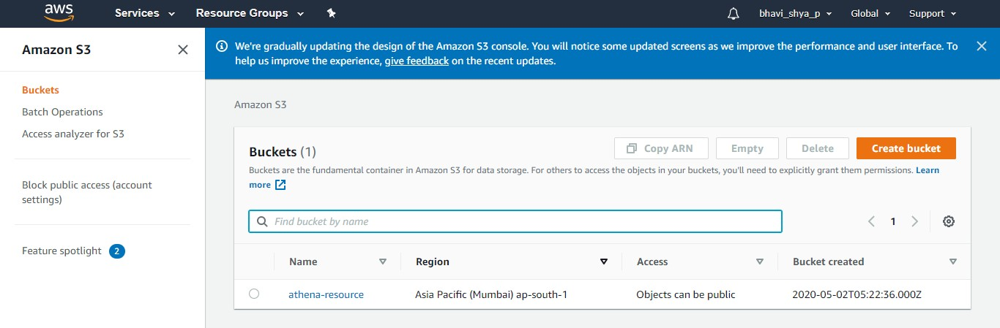 aws Services Resource Groups bhavi_shya_p Global Support
Amazon S3
We're gradually updating the design of the Amazon S3 console. You will notice some updated screens as we improve the performance and user interface. To
help us improve the experience, give feedback on the recent updates.
Buckets
Batch Operations
Access analyzer for S3
Block public access (account
settings)
Feature spotlight 2
Amazon S3
Buckets (1)
Copy ARN Empty Delete Create bucket
Buckets are the fundamental container in Amazon S3 for data storage. For others to access the objects in your buckets, you'll need to explicitly grant them permissions. Learn
more
Find bucket by name
1
Name Region Access Bucket created
athena-resource Asia Pacific (Mumbai) ap-south-1 Objects can be public 2020-05-02T05:22:36.000Z